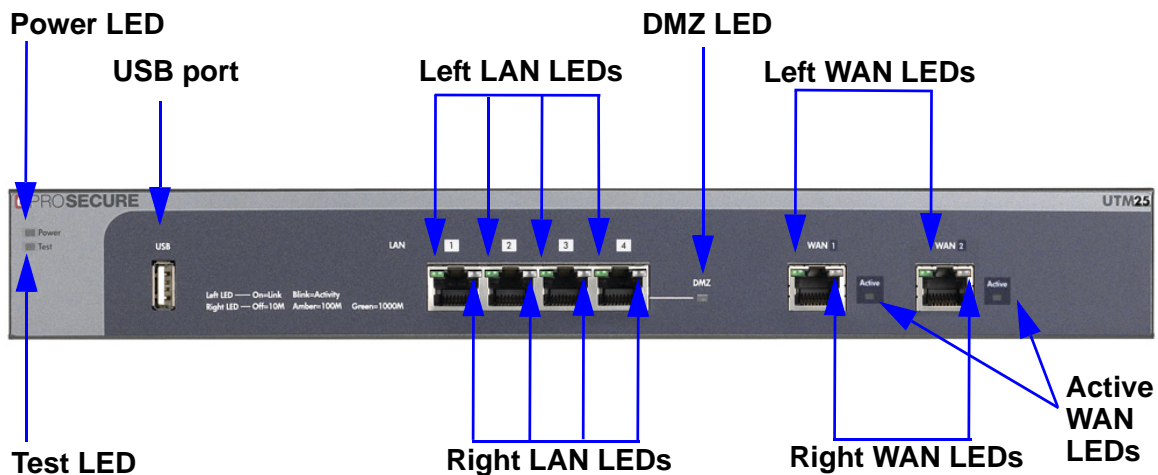 Power LED
DMZ LED
USB port
Left LAN LEDs
Left WAN LEDs
PROSECURE
UTM25
Power
Test
USB
LAN
1
2
3
4
WAN 1
WAN 2
DMZ
Active
Active
Left LED — On=Link Blink=Activity
Right LED — Off=10M Amber=100M Green=1000M
Active
WAN
LEDs
Test LED
Right LAN LEDs
Right WAN LEDs